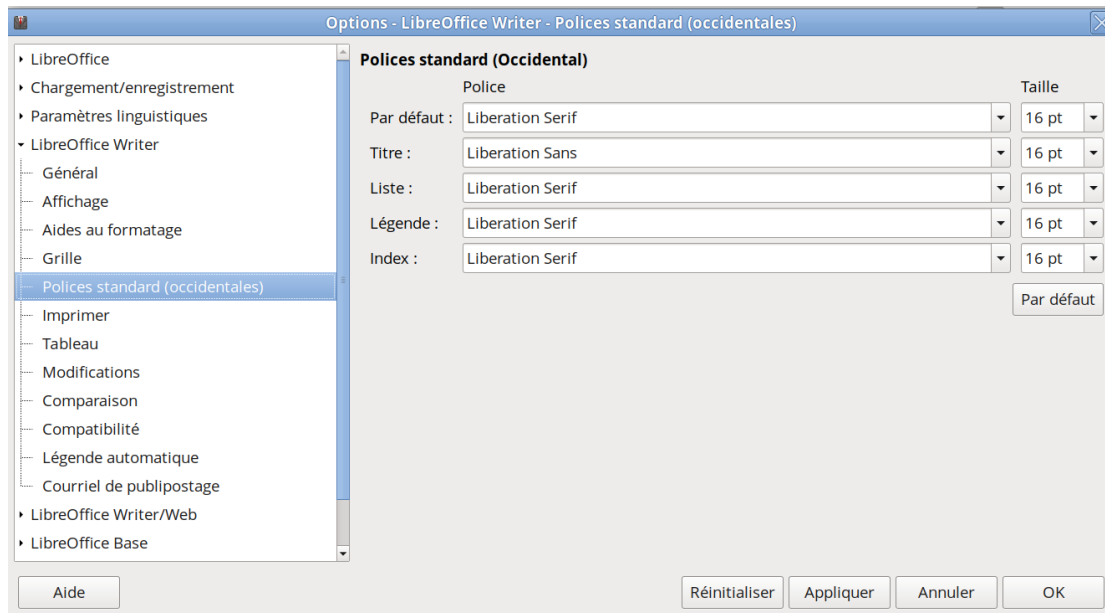 Options - LibreOffice Writer - Polices standard (occidentales)
LibreOffice
Chargement/enregistrement
Paramètres linguistiques
LibreOffice Writer
Général
Affichage
Aides au formatage
Grille
Polices standard (occidentales)
Imprimer
Tableau
Modifications
Comparaison
Compatibilité
Légende automatique
Courriel de publipostage
LibreOffice Writer/Web
LibreOffice Base
Polices standard (Occidental)
Police Taille
Par défaut : Liberation Serif 16 pt
Titre : Liberation Sans 16 pt
Liste : Liberation Serif 16 pt
Légende : Liberation Serif 16 pt
Index : Liberation Serif 16 pt
Par défaut
Aide Réinitialiser Appliquer Annuler OK